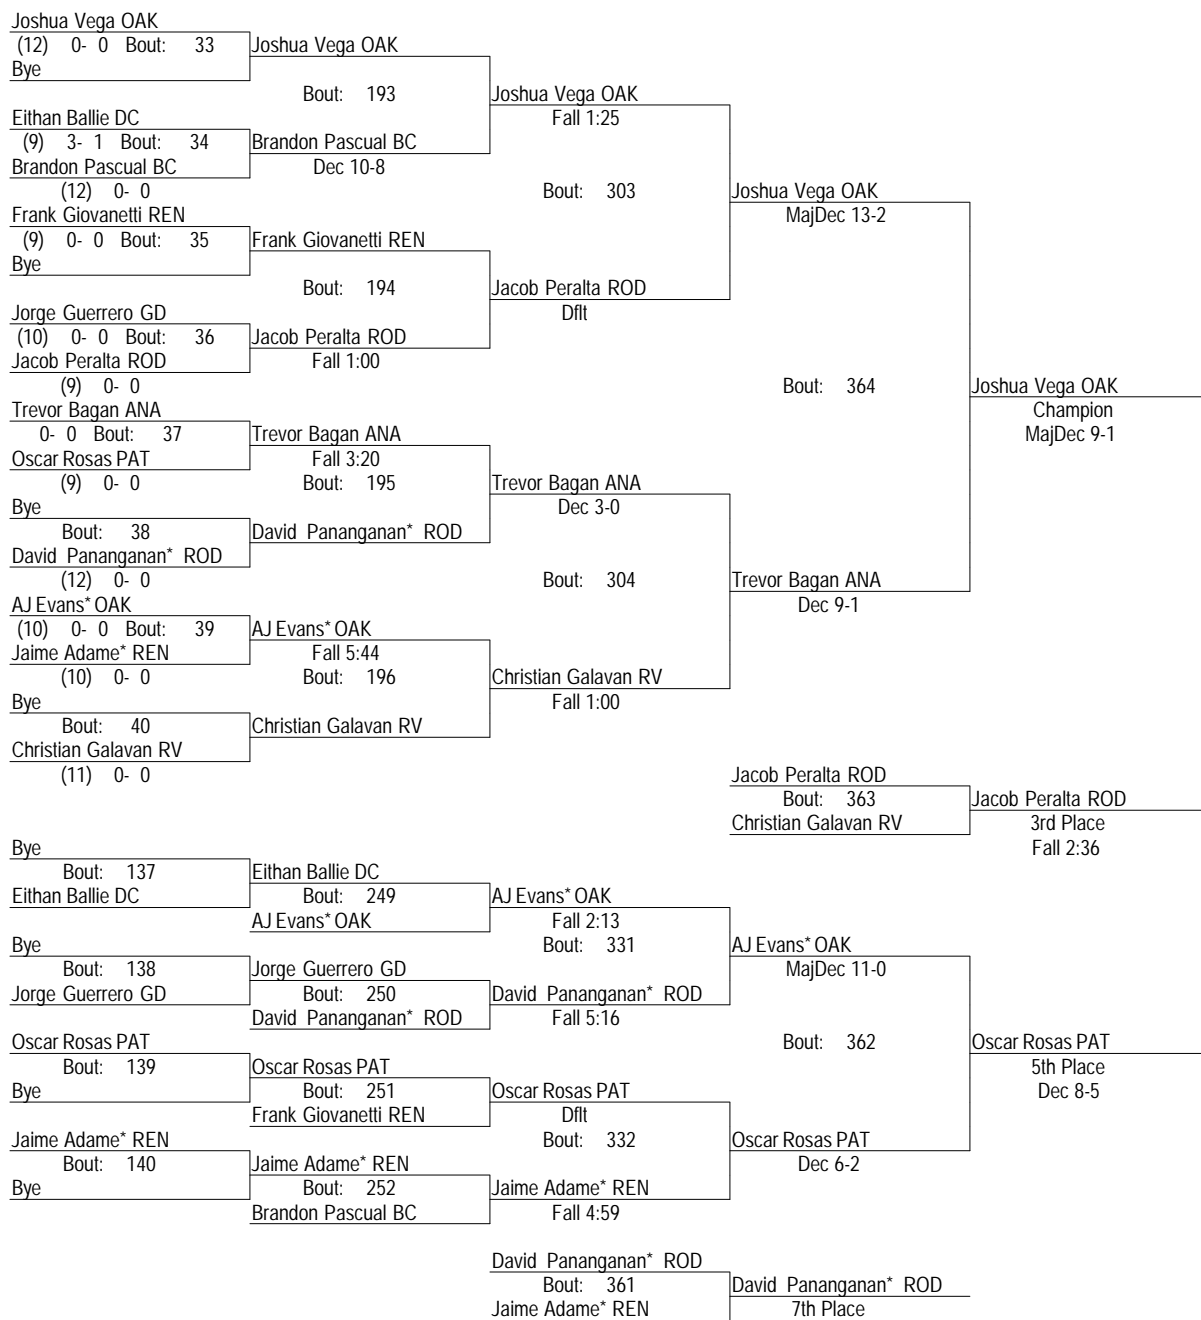 Joshua Vega OAK
(12) 0- 0 Bout: 33
Joshua Vega OAK
Bye
Bout: 193
Joshua Vega OAK
Fall 1:25
Eithan Ballie DC
(9) 3- 1 Bout: 34
Brandon Pascual BC
Brandon Pascual BC
Dec 10-8
(12) 0- 0
Bout: 303
Joshua Vega OAK
MajDec 13-2
Frank Giovanetti REN
(9) 0- 0 Bout: 35
Frank Giovanetti REN
Bye
Bout: 194
Jacob Peralta ROD
Dflt
Jorge Guerrero GD
(10) 0- 0 Bout: 36
Jacob Peralta ROD
Jacob Peralta ROD
Fall 1:00
(9) 0- 0
Bout: 364
Joshua Vega OAK
Champion
MajDec 9-1
Trevor Bagan ANA
0- 0 Bout: 37
Trevor Bagan ANA
Oscar Rosas PAT
Fall 3:20
(9) 0- 0
Bout: 195
Trevor Bagan ANA
Dec 3-0
Bye
Bout: 38
David Pananganan* ROD
David Pananganan* ROD
(12) 0- 0
Bout: 304
Trevor Bagan ANA
Dec 9-1
AJ Evans* OAK
(10) 0- 0 Bout: 39
AJ Evans* OAK
Jaime Adame* REN
Fall 5:44
(10) 0- 0
Bout: 196
Christian Galavan RV
Fall 1:00
Bye
Bout: 40
Christian Galavan RV
Christian Galavan RV
(11) 0- 0
Jacob Peralta ROD
Bout: 363
Jacob Peralta ROD
Christian Galavan RV
3rd Place
Fall 2:36
Bye
Bout: 137
Eithan Ballie DC
Eithan Ballie DC
Bout: 249
AJ Evans* OAK
AJ Evans* OAK
Fall 2:13
Bye
Bout: 331
AJ Evans* OAK
MajDec 11-0
Bout: 138
Jorge Guerrero GD
Jorge Guerrero GD
Bout: 250
David Pananganan* ROD
David Pananganan* ROD
Fall 5:16
Oscar Rosas PAT
Bout: 362
Oscar Rosas PAT
5th Place
Dec 8-5
Bout: 139
Oscar Rosas PAT
Bye
Bout: 251
Oscar Rosas PAT
Frank Giovanetti REN
Dflt
Jaime Adame* REN
Bout: 332
Oscar Rosas PAT
Dec 6-2
Bout: 140
Jaime Adame* REN
Bye
Bout: 252
Jaime Adame* REN
Brandon Pascual BC
Fall 4:59
David Pananganan* ROD
Bout: 361
David Pananganan* ROD
Jaime Adame* REN
7th Place